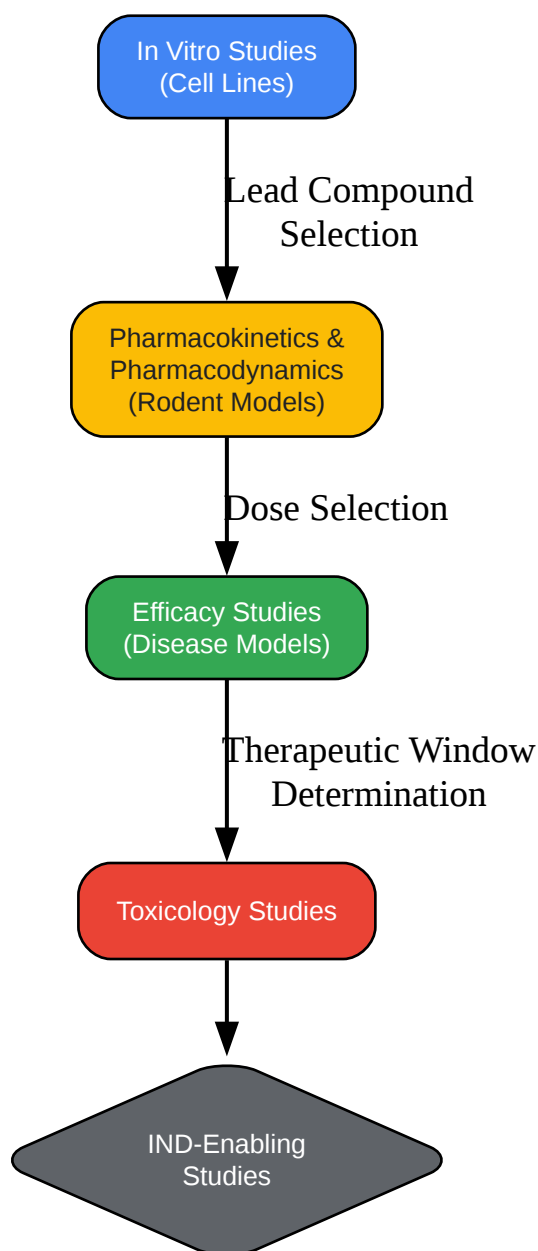 In Vitro Studies
(Cell Lines)
Lead Compound
Selection
Pharmacokinetics &
Pharmacodynamics
(Rodent Models)
Dose Selection
Efficacy Studies
(Disease Models)
Therapeutic Window
Determination
Toxicology Studies
IND-Enabling
Studies